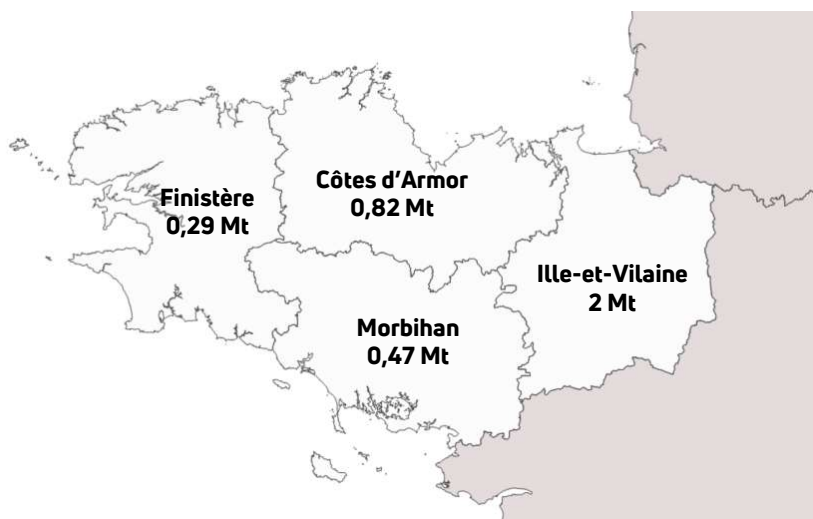 Finistère
0,29 Mt
Côtes d'Armor
0,82 Mt
Ille-et-Vilaine
2 Mt
Morbihan
0,47 Mt